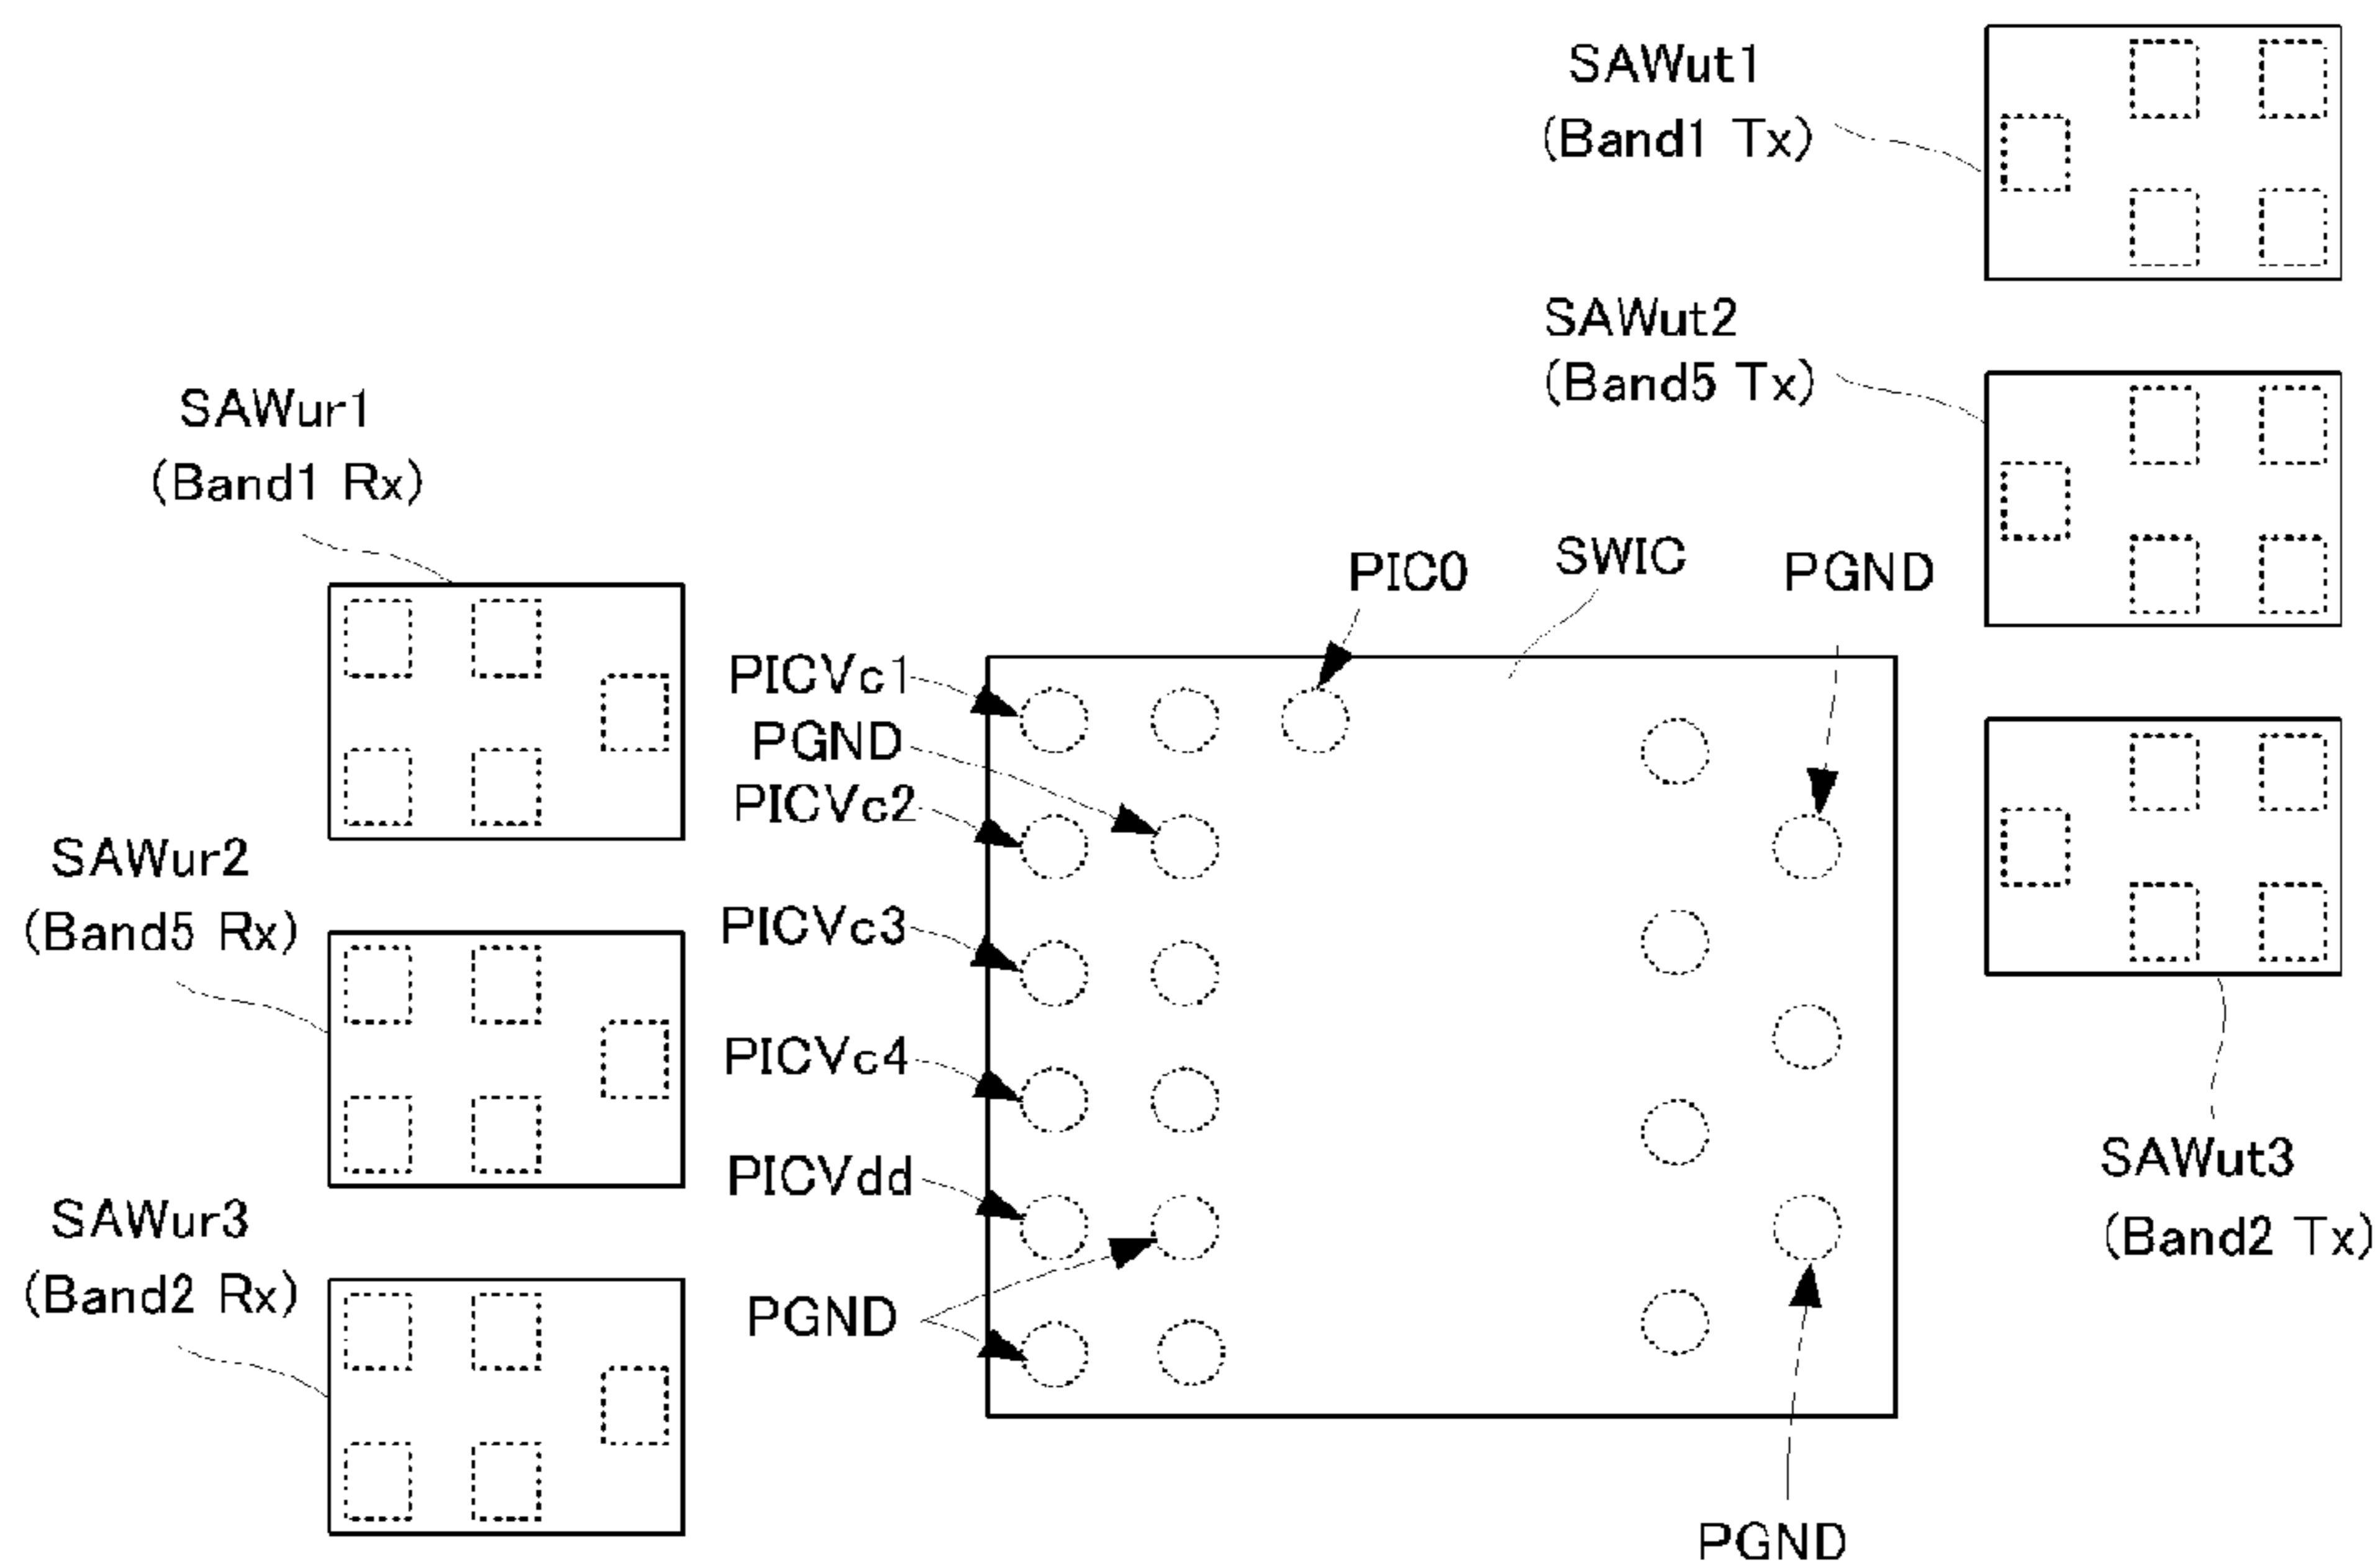 SAWut1
(Band1 Tx)
SAWut2
(Band5 Tx)
SAWur1
(Band1 Rx)
PIC0
SWIC
PGND
PICVc1
PGND
PICVc2
SAWur2
(Band5 Rx)
PICVc3
PICVc4
PICVdd
SAWut3
(Band2 Tx)
SAWur3
(Band2 Rx)
PGND
PGND